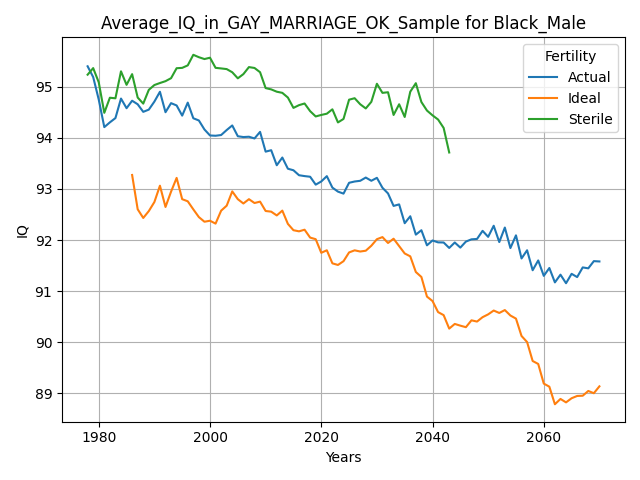 Average_IQ_in_GAY_MARRIAGE_OK_Sample for Black_Male
Fertility
Actual
Ideal
Sterile
IQ
95
94
93
92
91
90
89
1980
2000
2020
2040
2060
Years